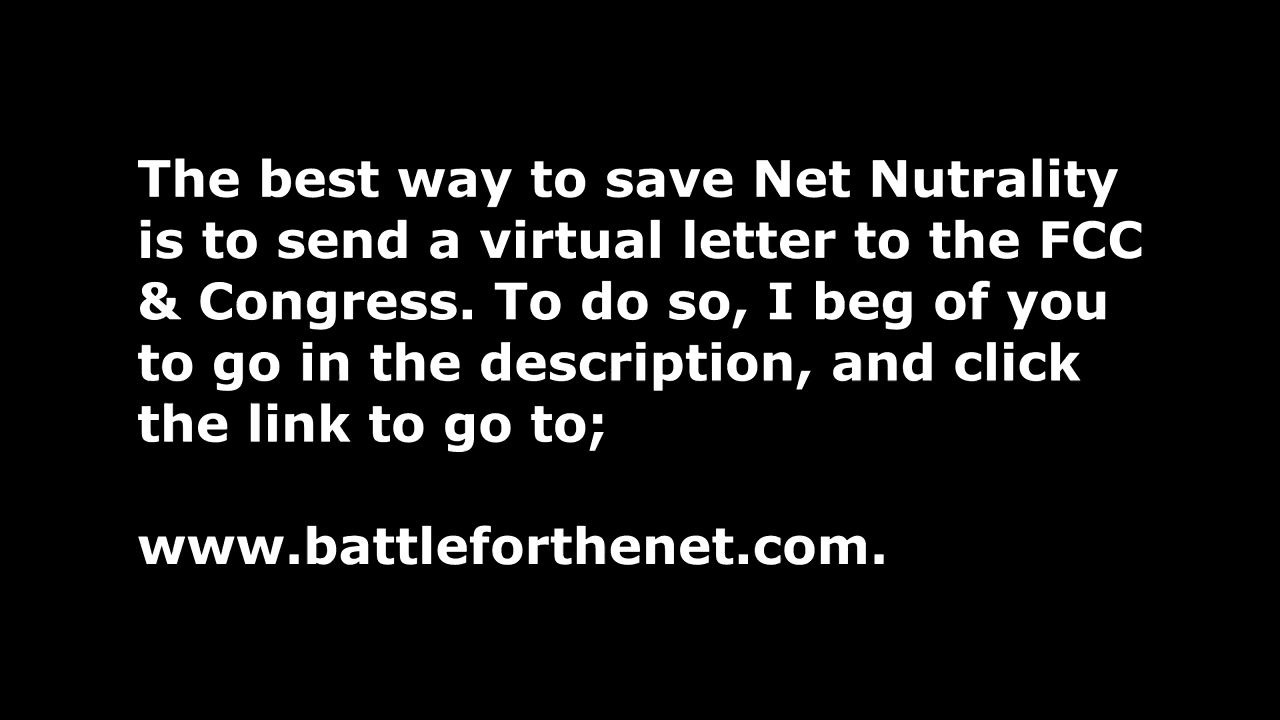 The best way to save Net Nutrality
is to send a virtual letter to the FCC
& Congress. To do so, I beg of you
to go in the description, and click
the link to go to;
www.battleforthenet.com.